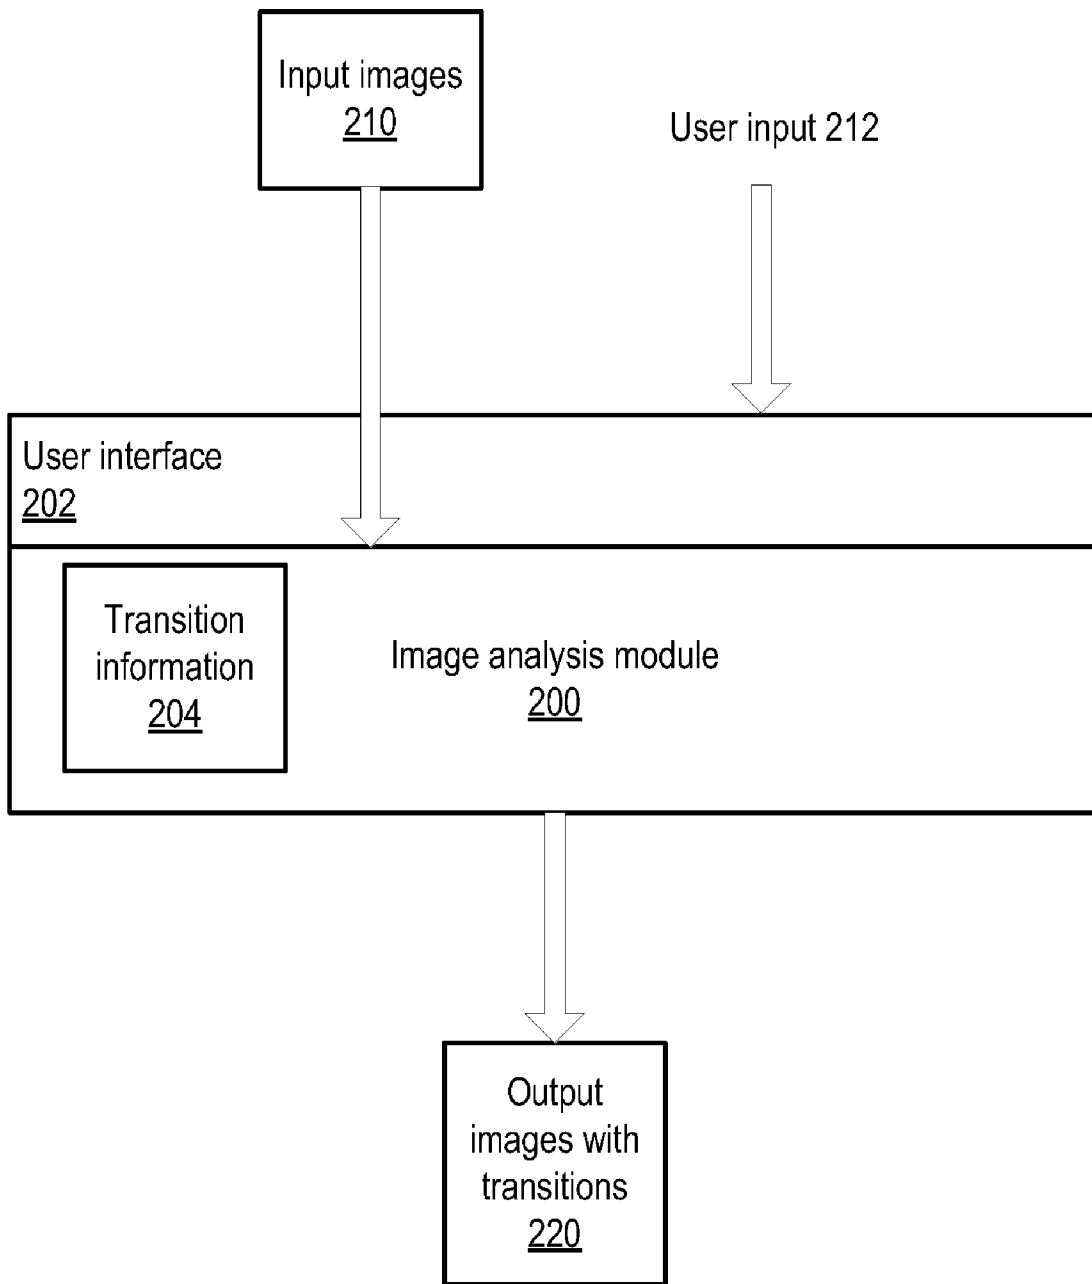 Input images
210
User input 212
User interface
202
Transition
information
204
Image analysis module
200
Output
images with
transitions
220